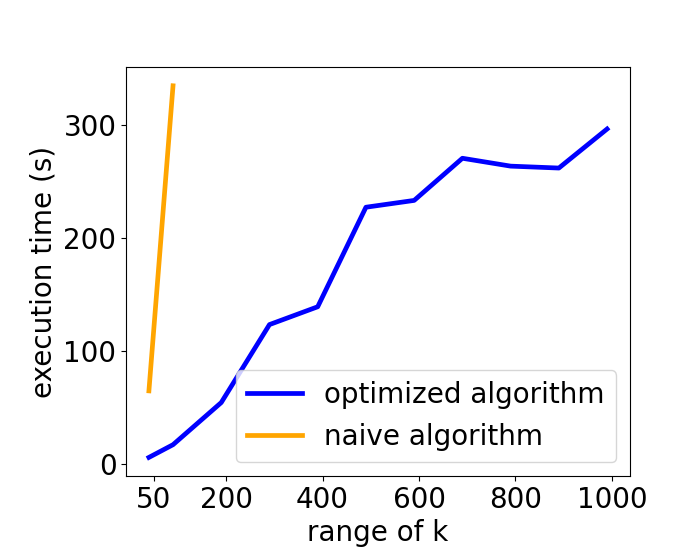 execution time (s)
300
200
100
0
optimized algorithm
naive algorithm
50 200 400 600 800 1000
range of k